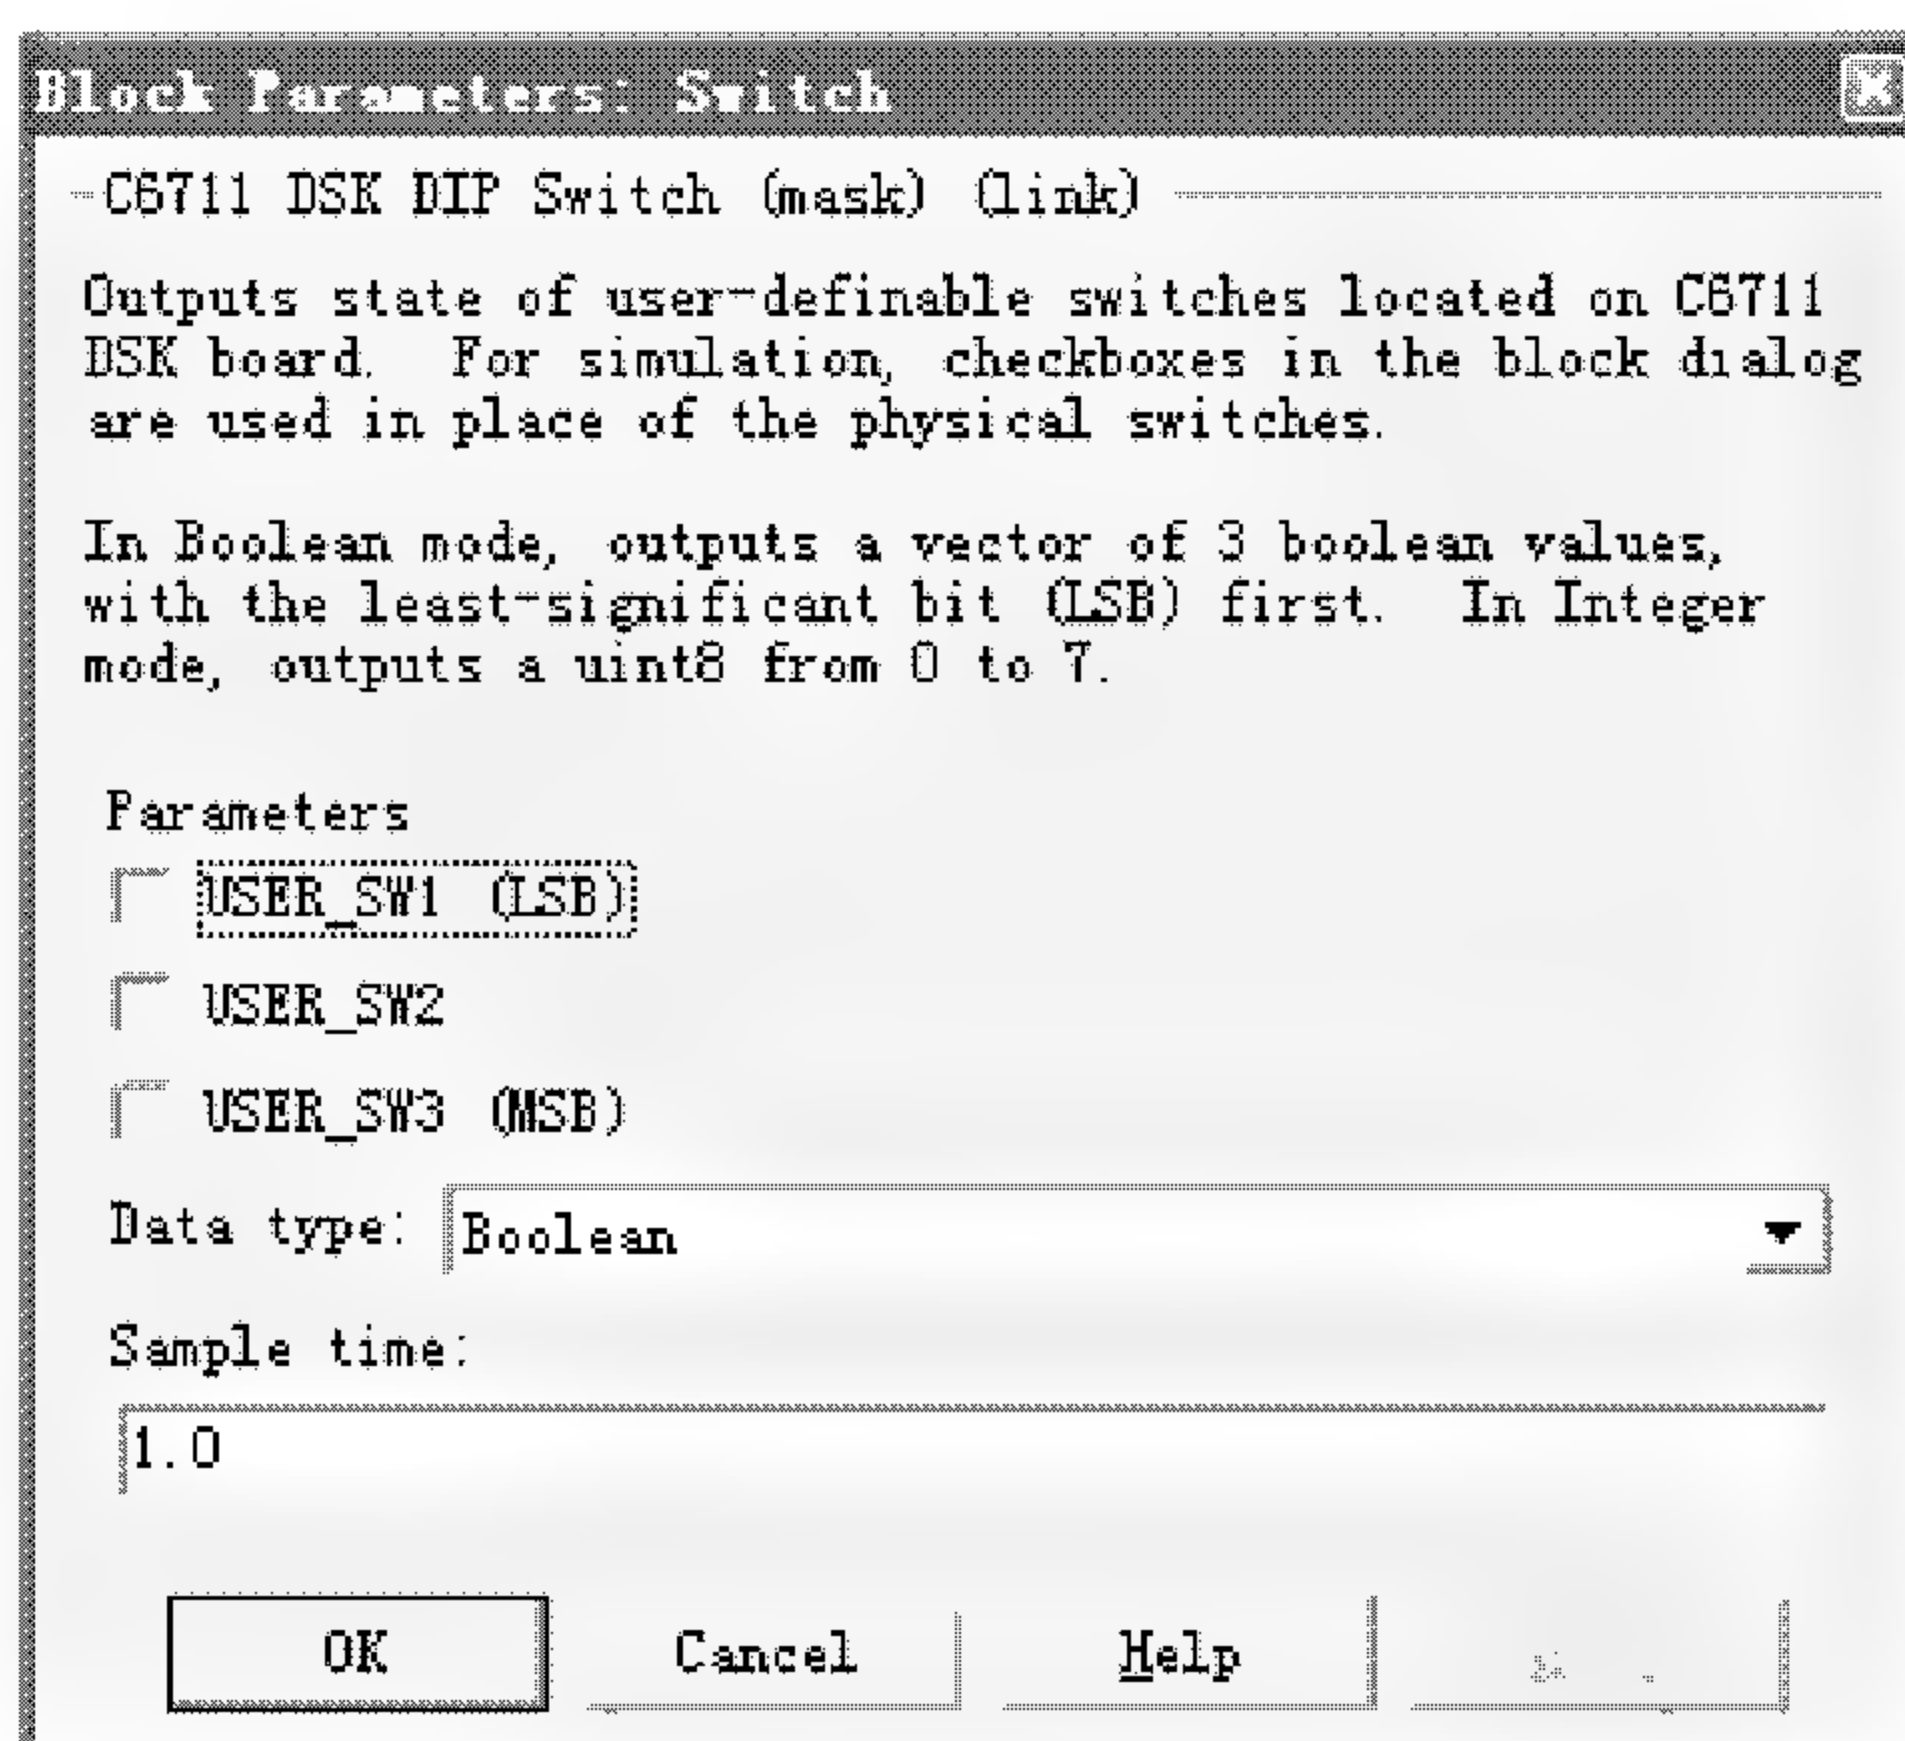 Block Parameters: Switch
C6711 DSK DIP Switch (mask) (link)
Outputs state of user-definable switches located on C6711
DSK board.  For simulation, checkboxes in the block dialog
are used in place of the physical switches.
In Boolean mode, outputs a vector of 3 boolean values,
with the least-significant bit (LSB) first.  In Integer
mode, outputs a uint8 from 0 to 7.
Parameters
USER_SW1 (LSB)
USER_SW2
USER_SW3 (MSB)
Data type: Boolean
Sample time:
1.0
OK Cancel Help